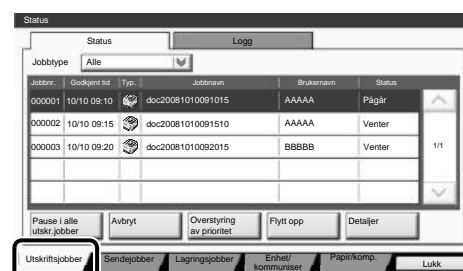 Status
Status Logg
Jobbtype Alle
Jobbnr. Godkjent tid Typ. Jobbnavn Brukernavn Status
000001 10/10 09:10 doc20081010091015 AAAAA Pågår
000002 10/10 09:15 doc20081010091510 AAAAA Venter
000003 10/10 09:20 doc20081010092015 BBBBB Venter
1/1
Pause i alle utskr.jobber Avbryt Overstyring av prioritet Flytt opp Detaljer
Utskriftsjobber Sendejobber Lagringsjobber Enhet/ kommuniser Papir/komp. Lukk